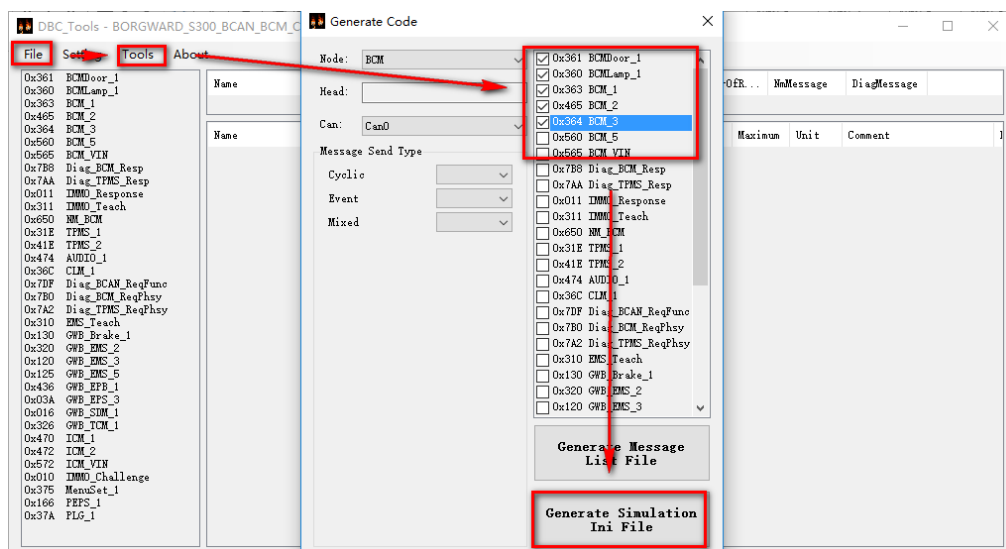 DBC_Tools - BORGWARD_S300_BCAN_BCM_C
File Setting Tools About
0x361 BCMDoor_1
0x360 BCMLamp_1
0x363 BCM_1
0x465 BCM_2
0x364 BCM_3
0x560 BCM_5
0x565 BCM_VIN
0x7B8 Diag_BCM_Resp
0x7AA Diag_TPMS_Resp
0x011 IMMO_Response
0x311 IMMO_Teach
0x650 NM_BCM
0x31E TPMS_1
0x41E TPMS_2
0x474 AUDIO_1
0x36C CLM_1
0x7DF Diag_BCAN_ReqFunc
0x7B0 Diag_BCM_ReqPhsy
0x7A2 Diag_TPMS_ReqPhsy
0x310 EMS_Teach
0x130 GWB_Brake_1
0x320 GWB_EMS_2
0x120 GWB_EMS_3
0x125 GWB_EMS_5
0x436 GWB_EPB_1
0x03A GWB_EPS_3
0x016 GWB_SDM_1
0x326 GWB_TCM_1
0x470 ICM_1
0x472 ICM_2
0x572 ICM_VIN
0x010 IMMO_Challenge
0x375 MenuSet_1
0x166 PEPS_1
0x37A PLG_1
Name
Name
Generate Code
Node: BCM
Head:
Can: Can0
Message Send Type
Cyclic
Event
Mixed
0x361 BCMDoor_1
0x360 BCMLamp_1
0x363 BCM_1
0x465 BCM_2
0x364 BCM_3
0x560 BCM_5
0x565 BCM_VIN
0x7B8 Diag_BCM_Resp
0x7AA Diag_TPMS_Resp
0x011 IMMO_Response
0x311 IMMO_Teach
0x650 NM_BCM
0x31E TPMS_1
0x41E TPMS_2
0x474 AUDIO_1
0x36C CLM_1
0x7DF Diag_BCAN_ReqFunc
0x7B0 Diag_BCM_ReqPhsy
0x7A2 Diag_TPMS_ReqPhsy
0x310 EMS_Teach
0x130 GWB_Brake_1
0x320 GWB_EMS_2
0x120 GWB_EMS_3
Generate Message
List File
Generate Simulation
Ini File
rOfR... NmMessage DiagMessage
Maximum Unit Comment